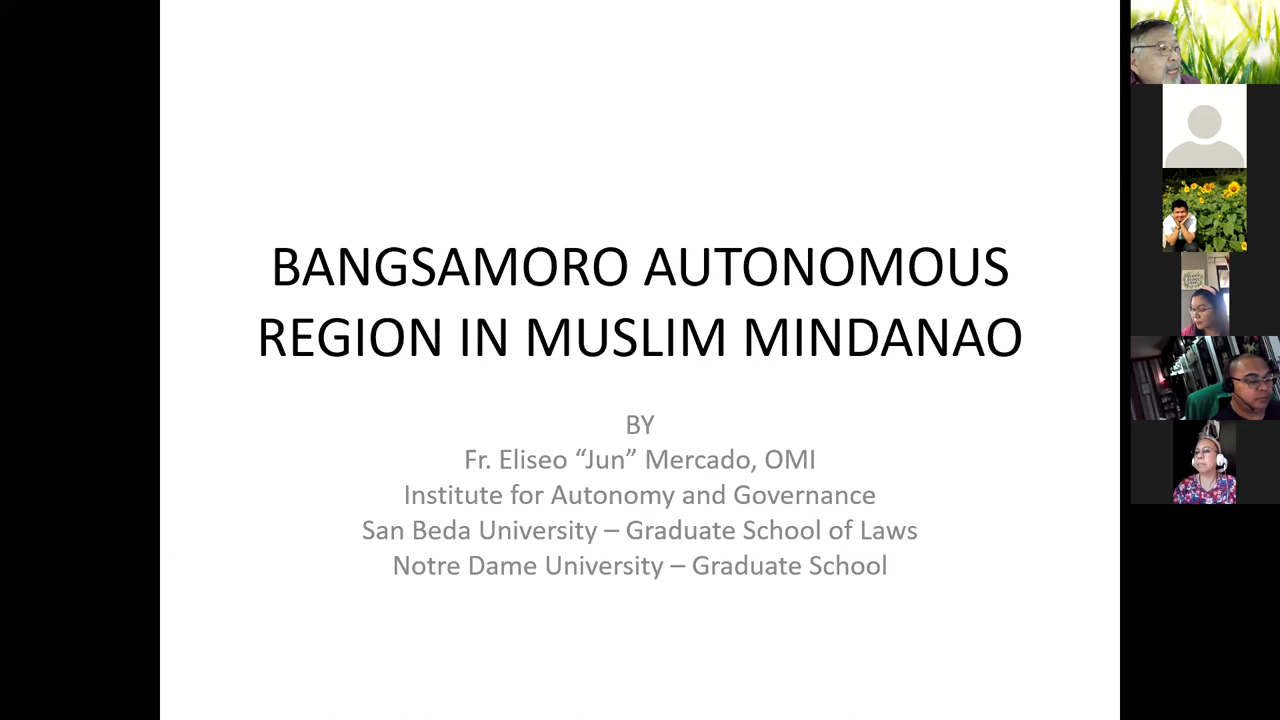 BANGSAMORO AUTONOMOUS
REGION IN MUSLIM MINDANAO
BY
Fr. Eliseo “Jun” Mercado, OMI
Institute for Autonomy and Governance
San Beda University – Graduate School of Laws
Notre Dame University – Graduate School